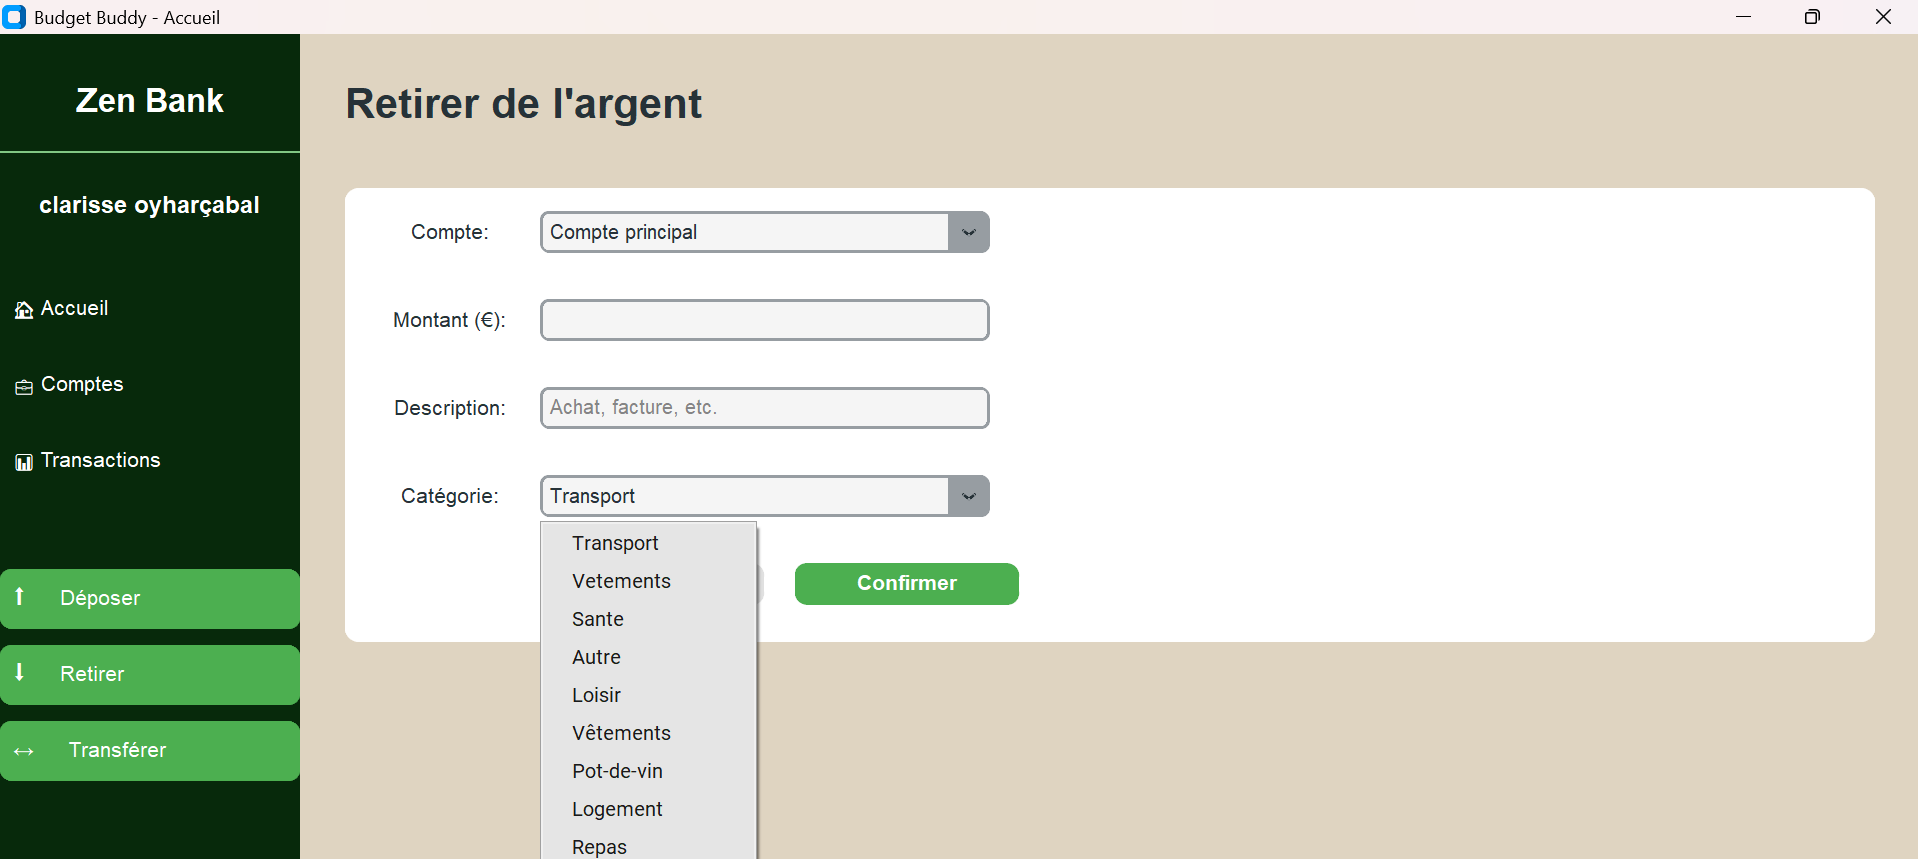 Budget Buddy - Accueil
Zen Bank
clarisse oyharçabal
Accueil
Comptes
Transactions
Déposer
Retirer
Transférer
Retirer de l'argent
Compte: Compte principal
Montant (€):
Description: Achat, facture, etc.
Catégorie: Transport
Transport
Vetements
Sante
Autre
Loisir
Vêtements
Pot-de-vin
Logement
Repas
Confirmer